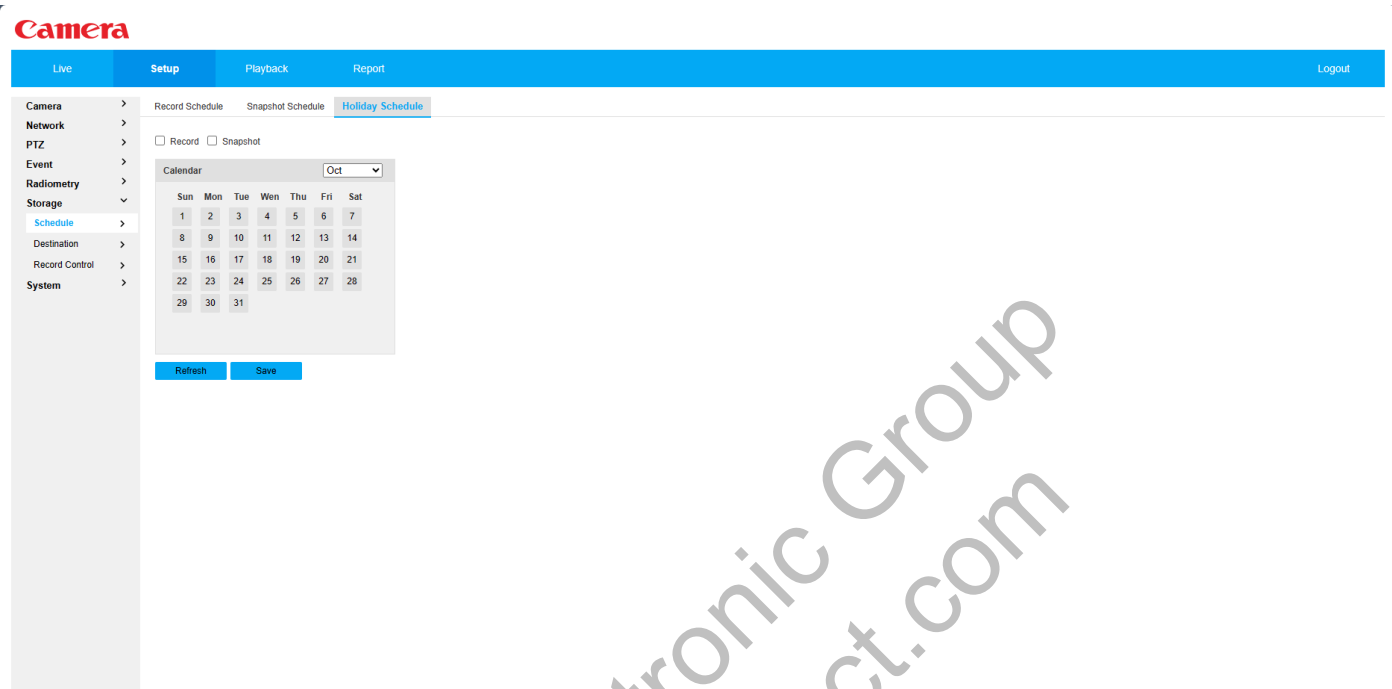 Camera
Live Setup Playback Report Logout
Camera
Network
PTZ
Event
Radiometry
Storage
Schedule
Destination
Record Control
System
Record Schedule Snapshot Schedule Holiday Schedule
Record Snapshot
Calendar Oct
Sun Mon Tue Wen Thu Fri Sat
1 2 3 4 5 6 7
8 9 10 11 12 13 14
15 16 17 18 19 20 21
22 23 24 25 26 27 28
29 30 31
Refresh Save
Group
.com